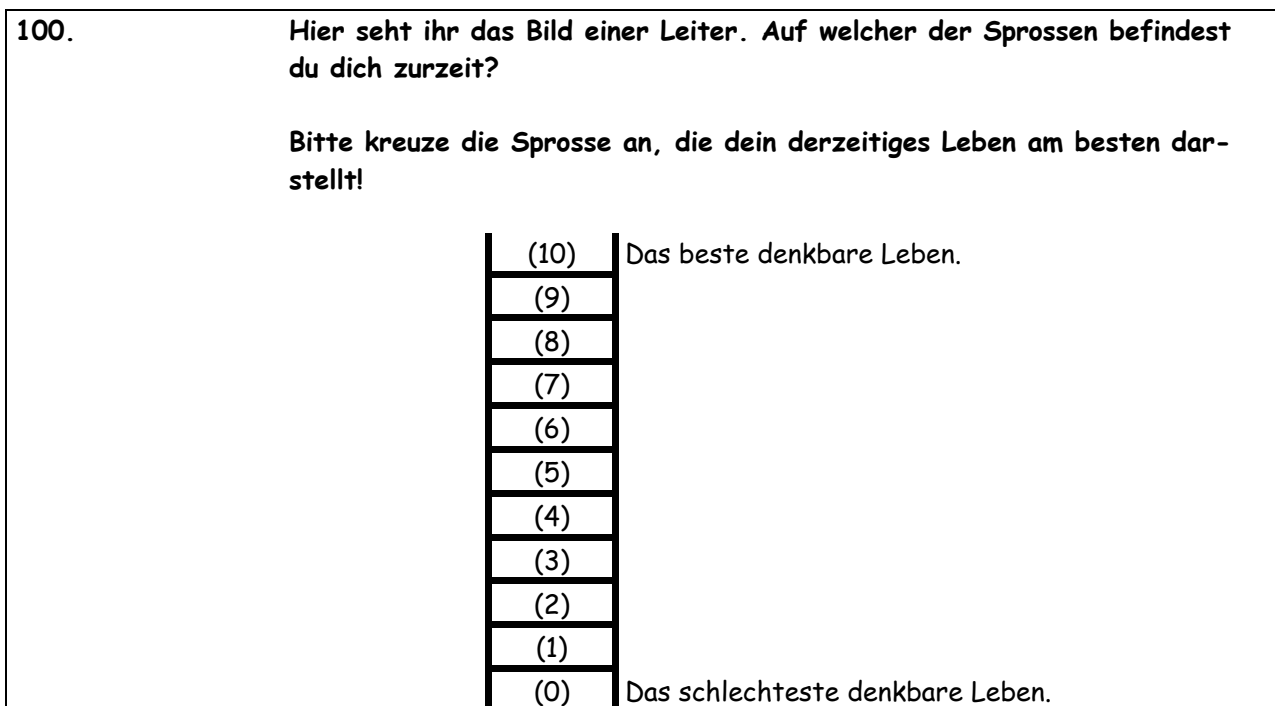 100. Hier seht ihr das Bild einer Leiter. Auf welcher der Sprossen befindest
du dich zurzeit?
Bitte kreuze die Sprosse an, die dein derzeitiges Leben am besten dar-
stellt!
(10) Das beste denkbare Leben.
(9)
(8)
(7)
(6)
(5)
(4)
(3)
(2)
(1)
(0) Das schlechteste denkbare Leben.